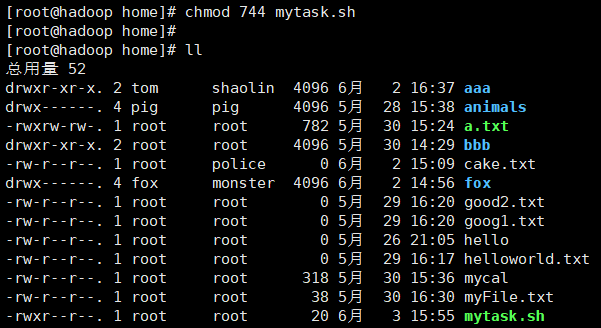 [root@hadoop home]# chmod 744 mytask.sh
[root@hadoop home]#
[root@hadoop home]# ll
总用量 52
drwxr-xr-x. 2 tom     shaolin  4096 6月   2 16:37 aaa
drwx------. 4 pig     pig      4096 5月  28 15:38 animals
-rwxrw-rw-. 1 root    root      782 5月  30 15:24 a.txt
drwxr-xr-x. 2 root    root     4096 5月  30 14:29 bbb
-rw-r--r--. 1 root    police      0 6月   2 15:09 cake.txt
drwx------. 4 fox     monster  4096 6月   2 14:56 fox
-rw-r--r--. 1 root    root        0 5月  29 16:20 good2.txt
-rw-r--r--. 1 root    root        0 5月  29 16:20 goog1.txt
-rw-r--r--. 1 root    root        0 5月  26 21:05 hello
-rw-r--r--. 1 root    root        0 5月  29 16:17 helloworld.txt
-rw-r--r--. 1 root    root      318 5月  30 15:36 mycal
-rw-r--r--. 1 root    root       38 5月  30 16:30 myFile.txt
-rwxr--r--. 1 root    root       20 6月   3 15:55 mytask.sh